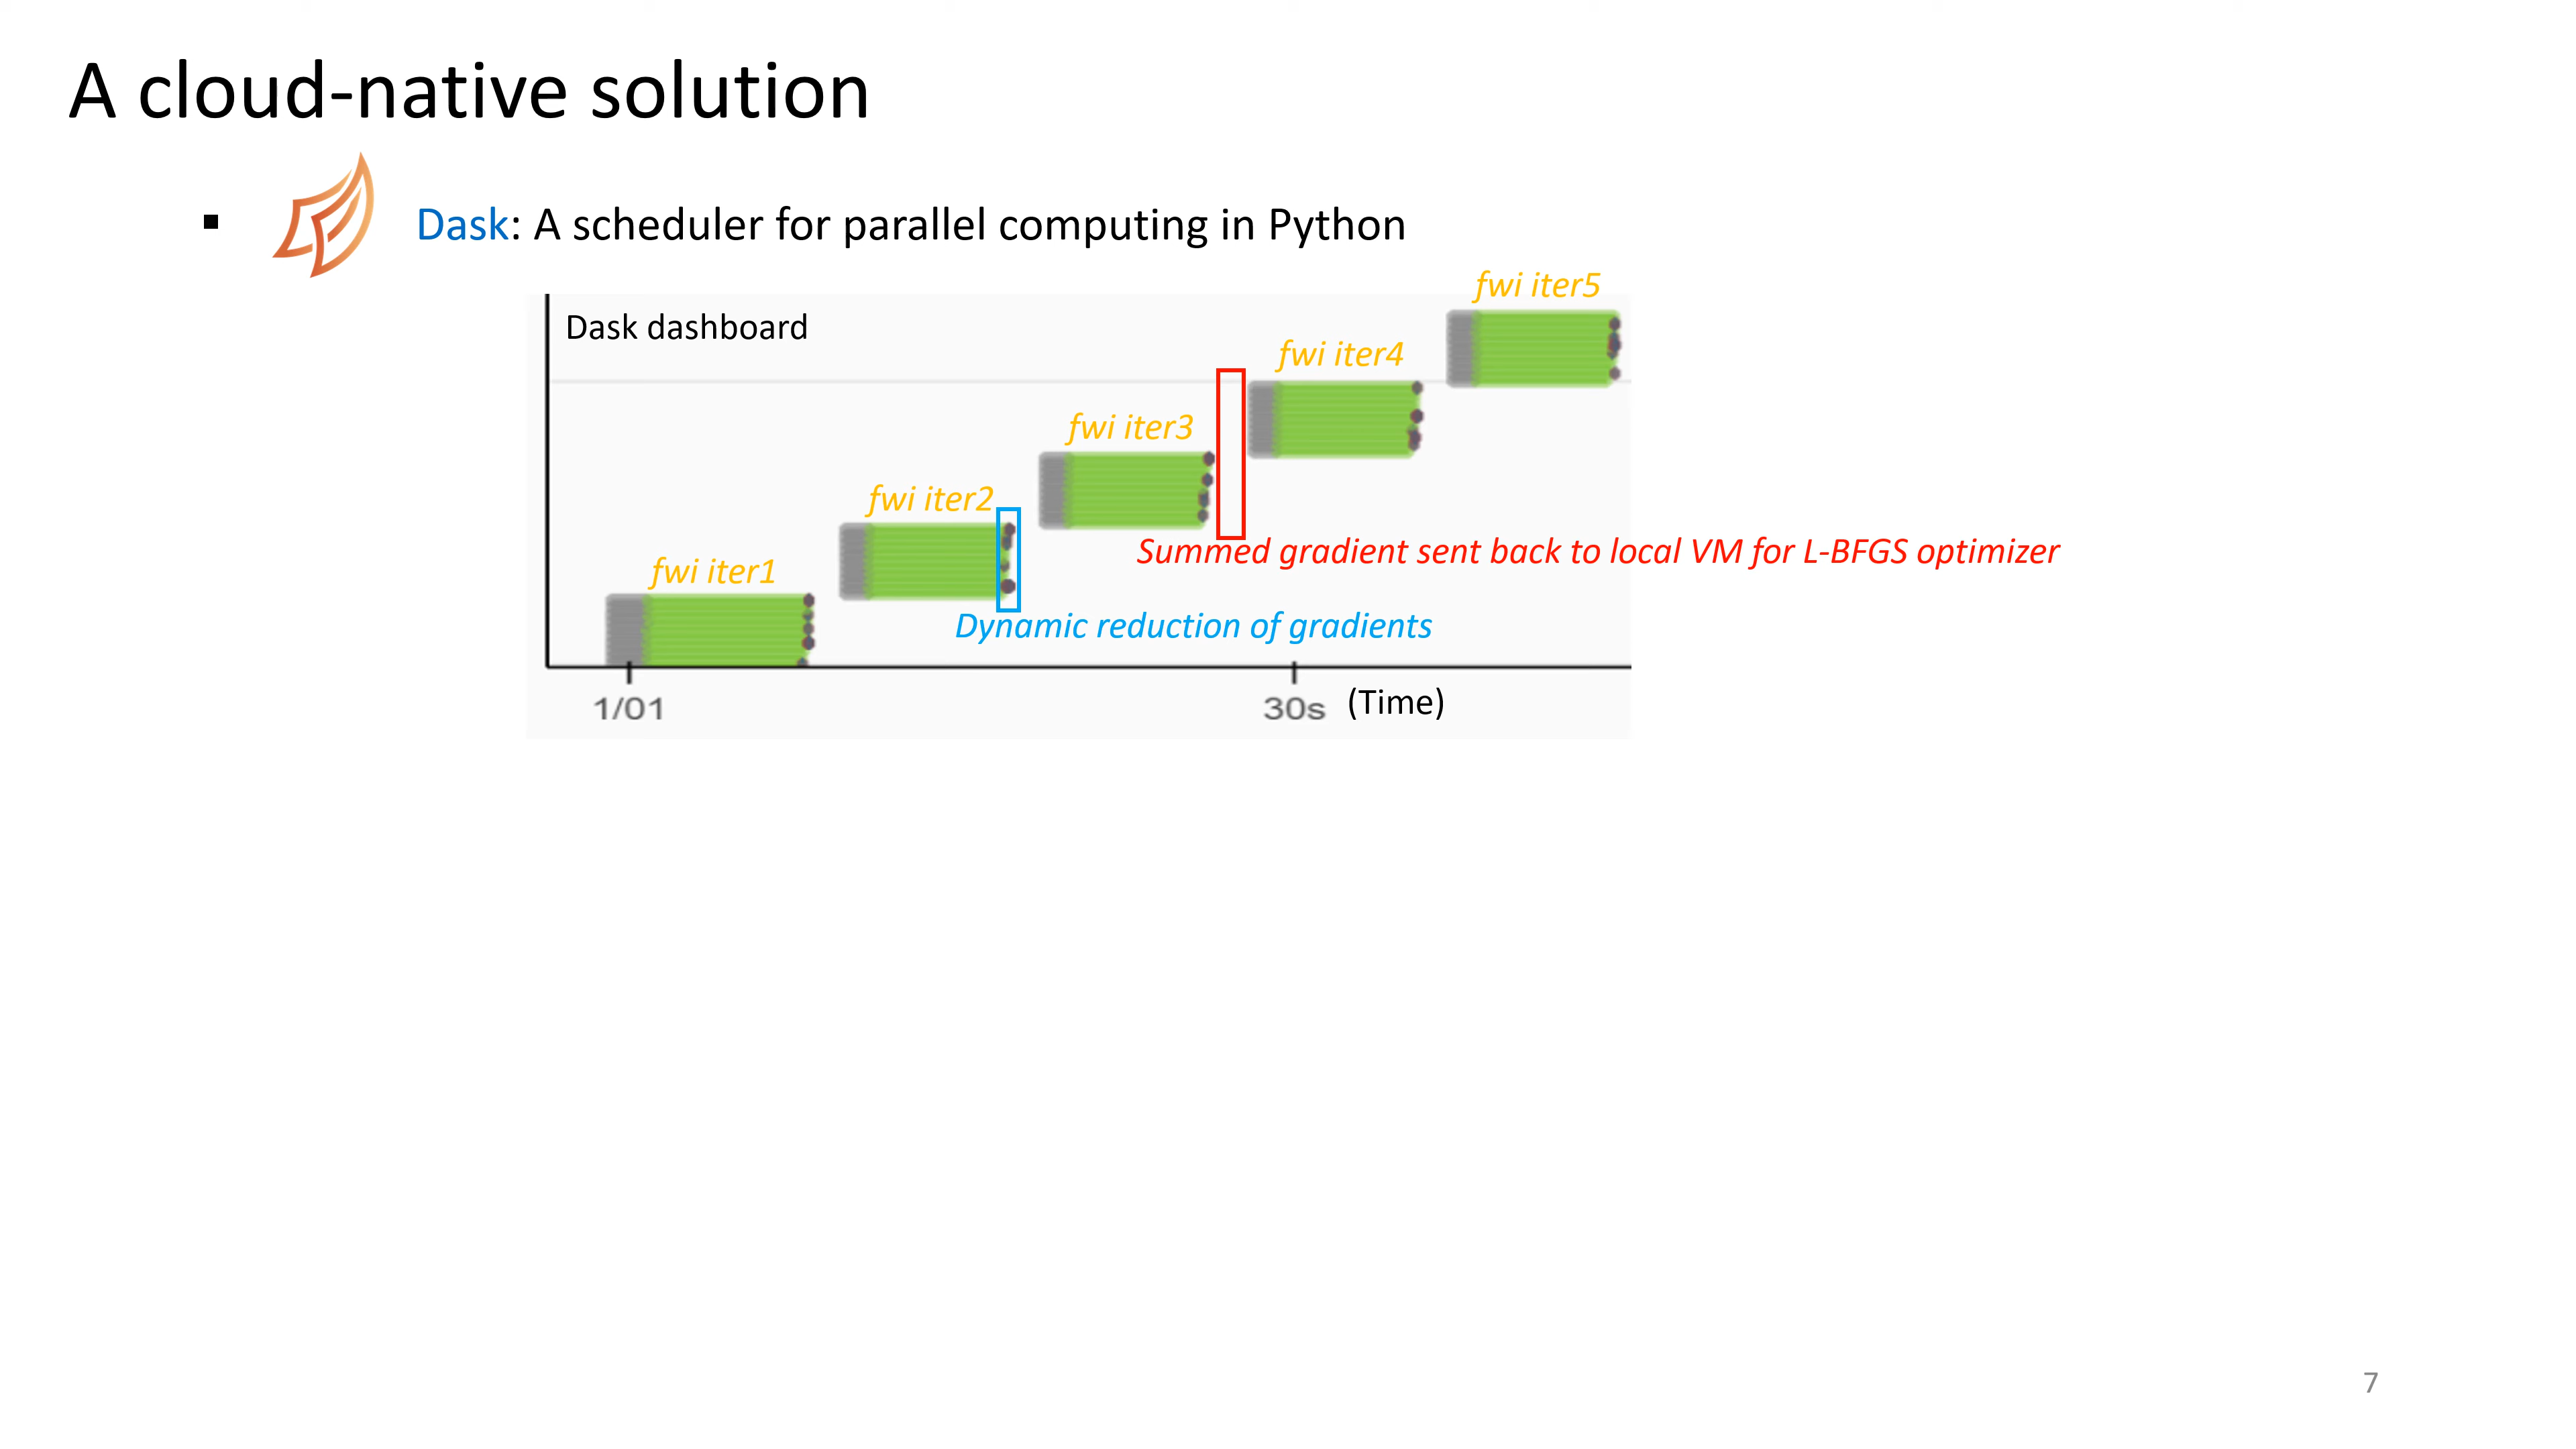 A cloud-native solution
▪ Dask: A scheduler for parallel computing in Python
fwi iter5
Dask dashboard
fwi iter4
fwi iter3
fwi iter2
Summed gradient sent back to local VM for L-BFGS optimizer
fwi iter1
Dynamic reduction of gradients
1/01 30s (Time)
7